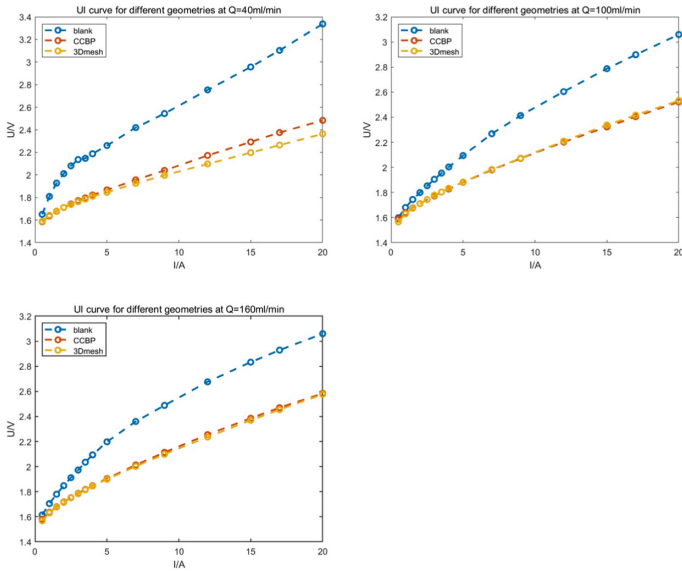 UI curve for different geometries at Q=40ml/min
3.4
3.2
3
2.8
2.6
2.4
2.2
2
1.8
1.6
1.4
U/V
blank
CCBP
3Dmesh
0 5 10 15 20
I/A
UI curve for different geometries at Q=100ml/min
3.4
3.2
3
2.8
2.6
2.4
2.2
2
1.8
1.6
1.4
U/V
blank
CCBP
3Dmesh
0 5 10 15 20
I/A
UI curve for different geometries at Q=160ml/min
3.2
3
2.8
2.6
2.4
2.2
2
1.8
1.6
1.4
U/V
blank
CCBP
3Dmesh
0 5 10 15 20
I/A